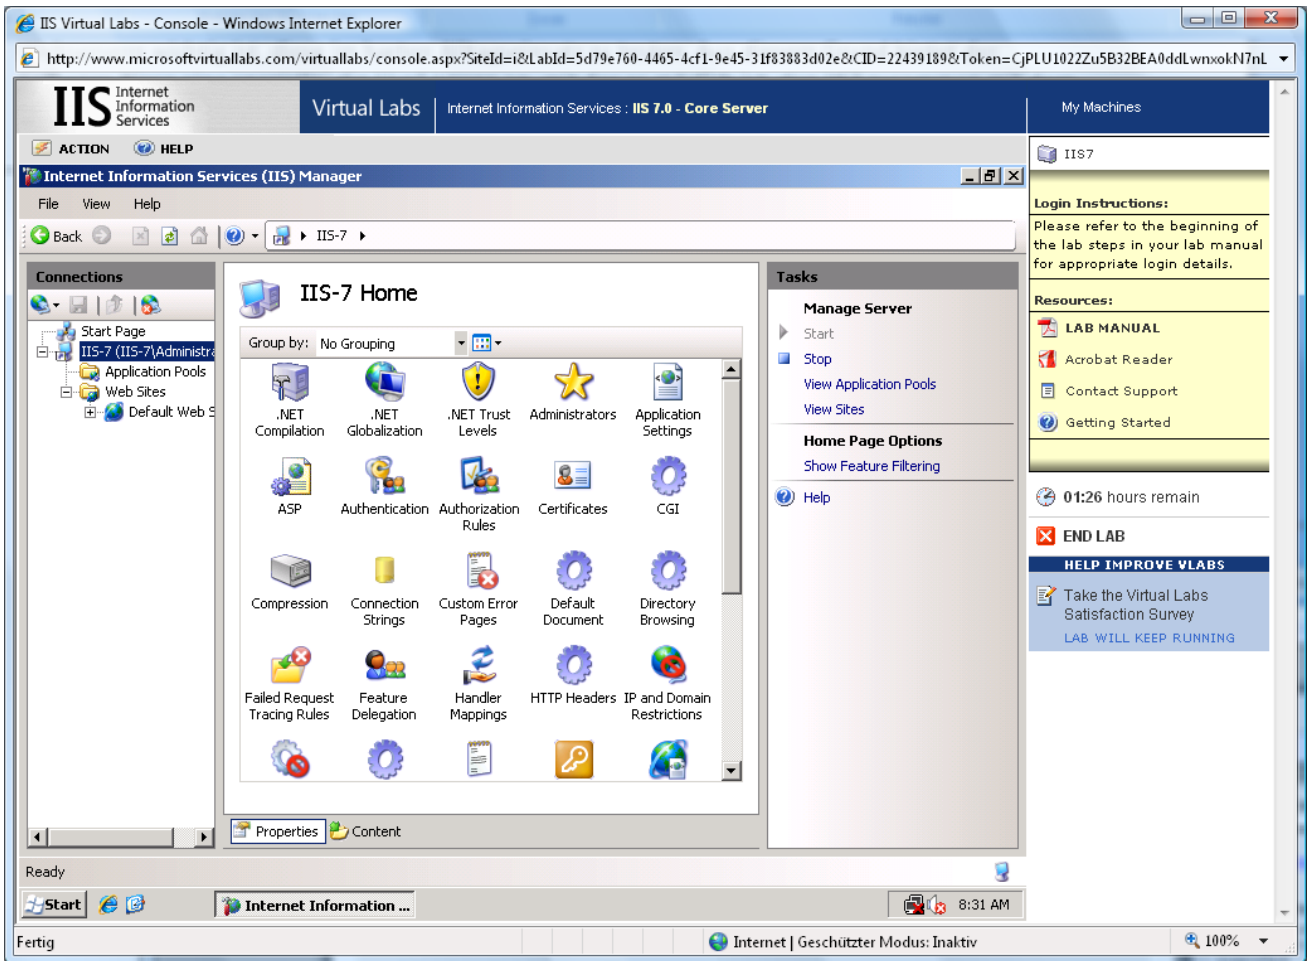 IIS Virtual Labs - Console - Windows Internet Explorer
http://www.microsoftvirtuallabs.com/virtuallabs/console.aspx?SiteId=i&LabId=5d79e760-4465-4cf1-9e45-31f83883d02e&CID=22439189&Token=CjPLU1022Zu5B32BEA0ddLwnxokN7nL
IIS Internet
Information
Services
Virtual Labs
Internet Information Services : IIS 7.0 - Core Server
My Machines
ACTION HELP
IIS7
Internet Information Services (IIS) Manager
File View Help
Back
IIS-7
Login Instructions:
Please refer to the beginning of
the lab steps in your lab manual
for appropriate login details.
Resources:
LAB MANUAL
Acrobat Reader
Contact Support
Getting Started
01:26 hours remain
END LAB
HELP IMPROVE VLABS
Take the Virtual Labs
Satisfaction Survey
LAB WILL KEEP RUNNING
Connections
Start Page
IIS-7 (IIS-7\Administra
Application Pools
Web Sites
Default Web S
IIS-7 Home
Group by: No Grouping
.NET
Compilation
.NET
Globalization
.NET Trust
Levels
Administrators
Application
Settings
ASP
Authentication
Authorization
Rules
Certificates
CGI
Compression
Connection
Strings
Custom Error
Pages
Default
Document
Directory
Browsing
Failed Request
Tracing Rules
Feature
Delegation
Handler
Mappings
HTTP Headers
IP and Domain
Restrictions
Properties
Content
Tasks
Manage Server
Start
Stop
View Application Pools
View Sites
Home Page Options
Show Feature Filtering
Help
Ready
Start
Internet Information ...
8:31 AM
Fertig
Internet | Geschützter Modus: Inaktiv
100%